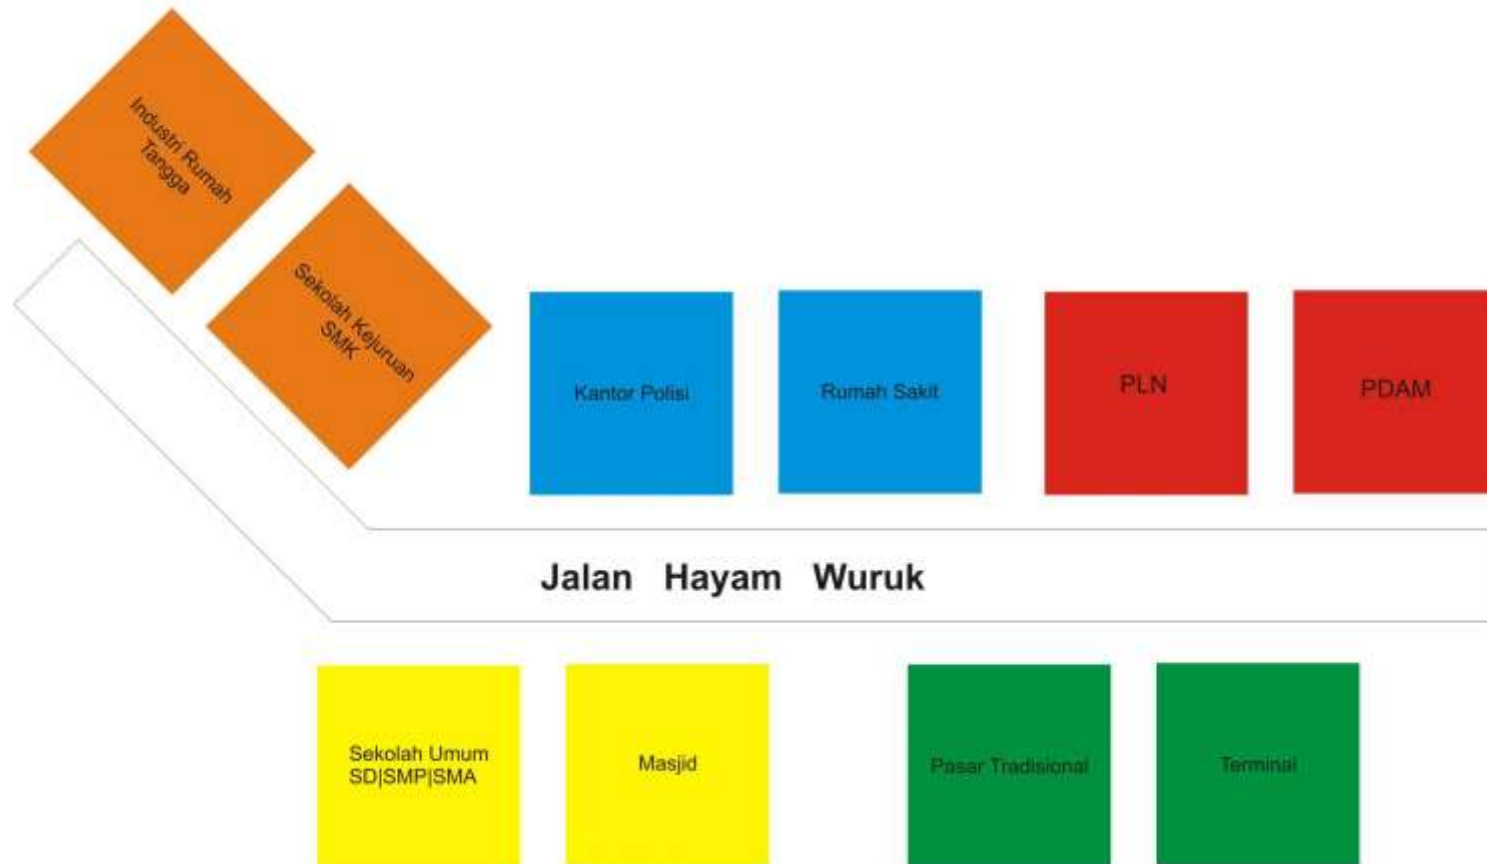 Industri Rumah
Tangga
Sekolah Kejuruan
SMK
Kantor Polisi
Rumah Sakit
PLN
PDAM
Jalan Hayam Wuruk
Sekolah Umum
SD|SMP|SMA
Masjid
Pasar Tradisional
Terminal